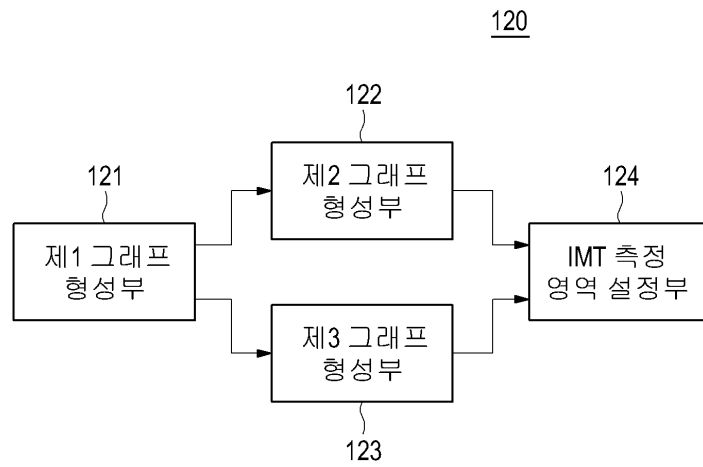 120
122
121
124
제2 그래프
형성부
제1 그래프
형성부
IMT 측정
영역 설정부
제3 그래프
형성부
123